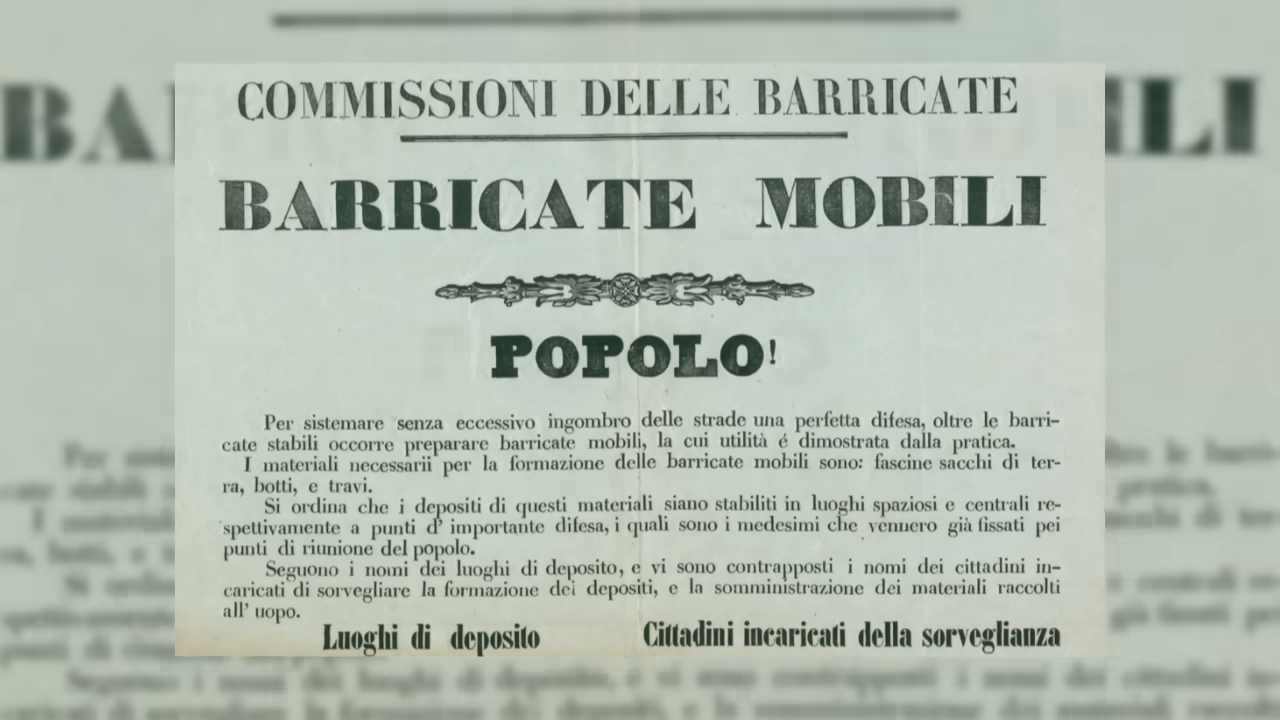 COMMISSIONI DELLE BARRICATE
BARRICATE MOBILI
POPOLO!
Per sistemare senza eccessivo ingombro delle strade una perfetta difesa, oltre le barri-
cate stabili occorre preparare barricate mobili, la cui utilità é dimostrata dalla pratica.
I materiali necessarii per la formazione delle barricate mobili sono: fascine sacchi di ter-
ra, botti, e travi.
Si ordina che i depositi di questi materiali siano stabiliti in luoghi spaziosi e centrali re-
spettivamente a punti d' importante difesa, i quali sono i medesimi che vennero già fissati pei
punti di riunione del popolo.
Seguono i nomi dei luoghi di deposito, e vi sono contrapposti i nomi dei cittadini in-
caricati di sorvegliare la formazione dei depositi, e la somministrazione dei materiali raccolti
all' uopo.
Luoghi di deposito Cittadini incaricati della sorveglianza